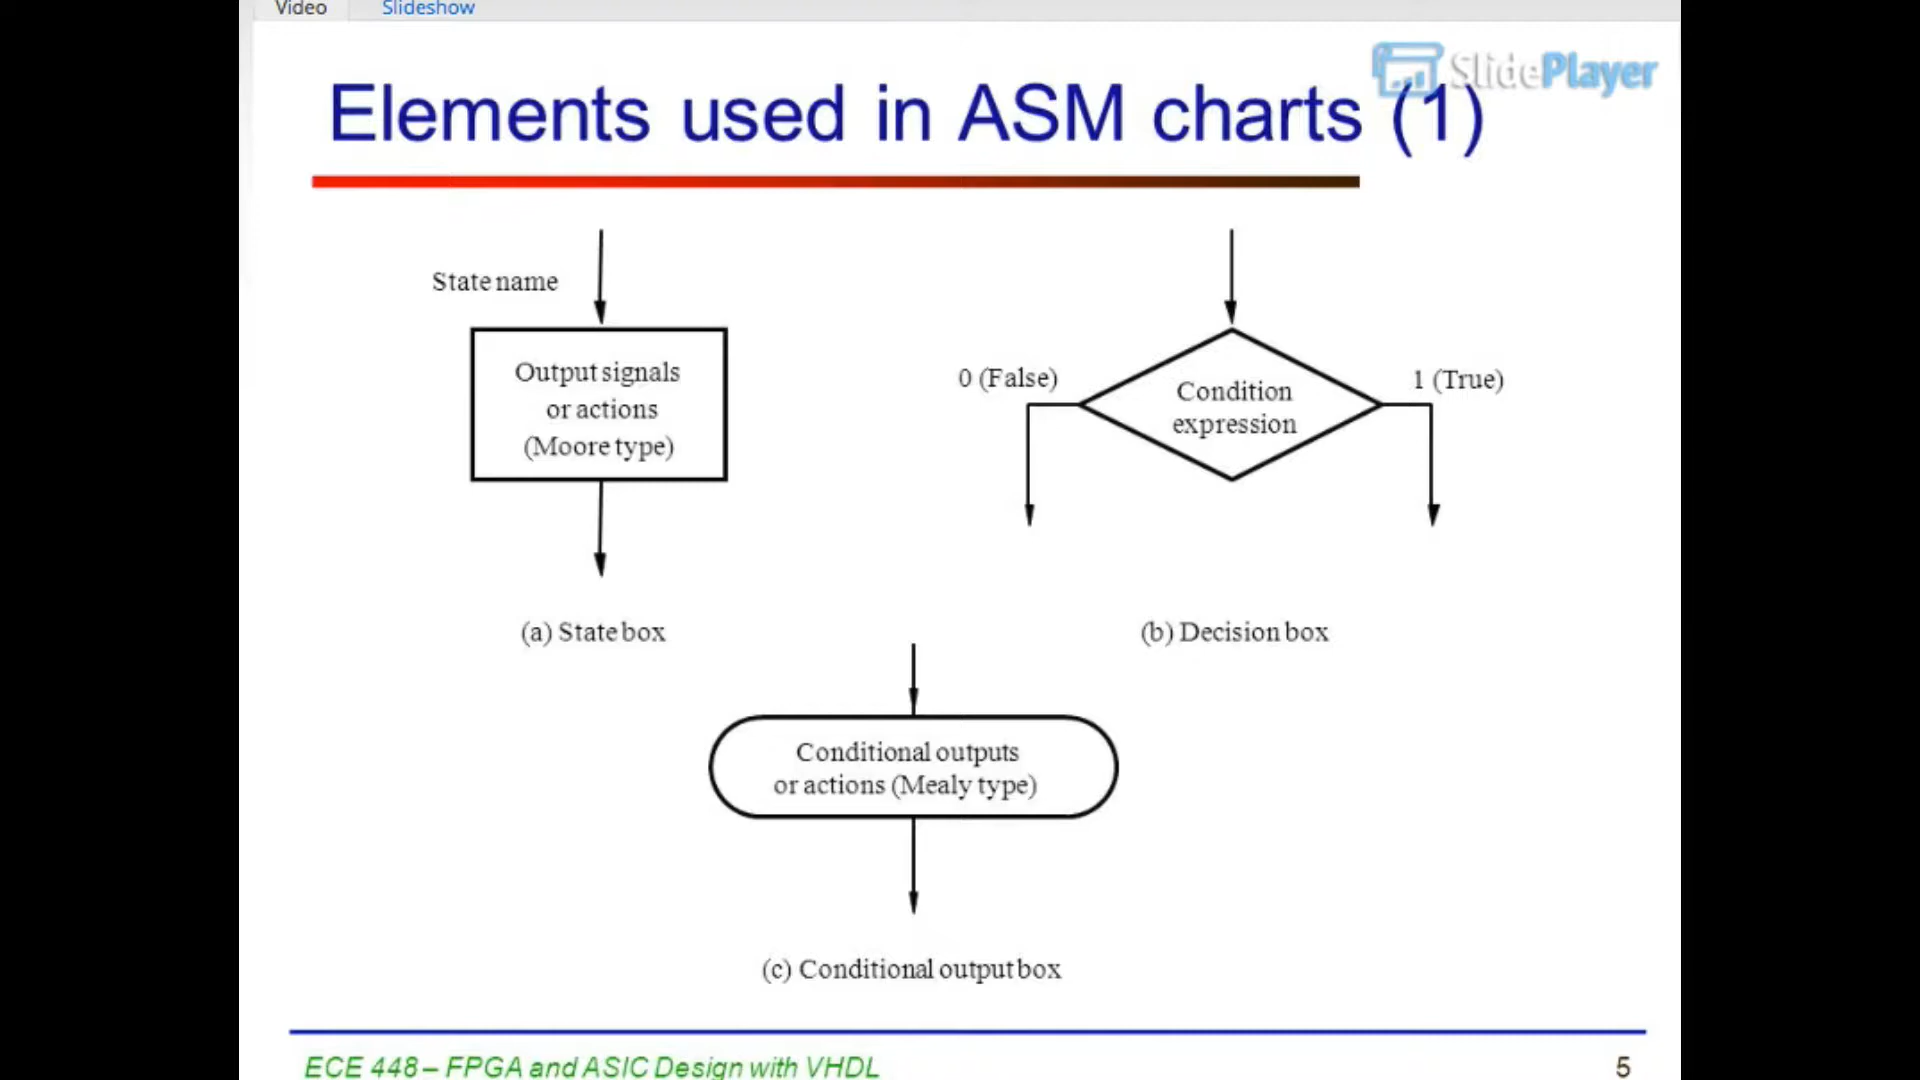 Video Slideshow
SlidePlayer
Elements used in ASM charts (1)
State name
Output signals
or actions
(Moore type)
(a) State box
0 (False)
1 (True)
Condition
expression
(b) Decision box
Conditional outputs
or actions (Mealy type)
(c) Conditional output box
ECE 448 – FPGA and ASIC Design with VHDL
5